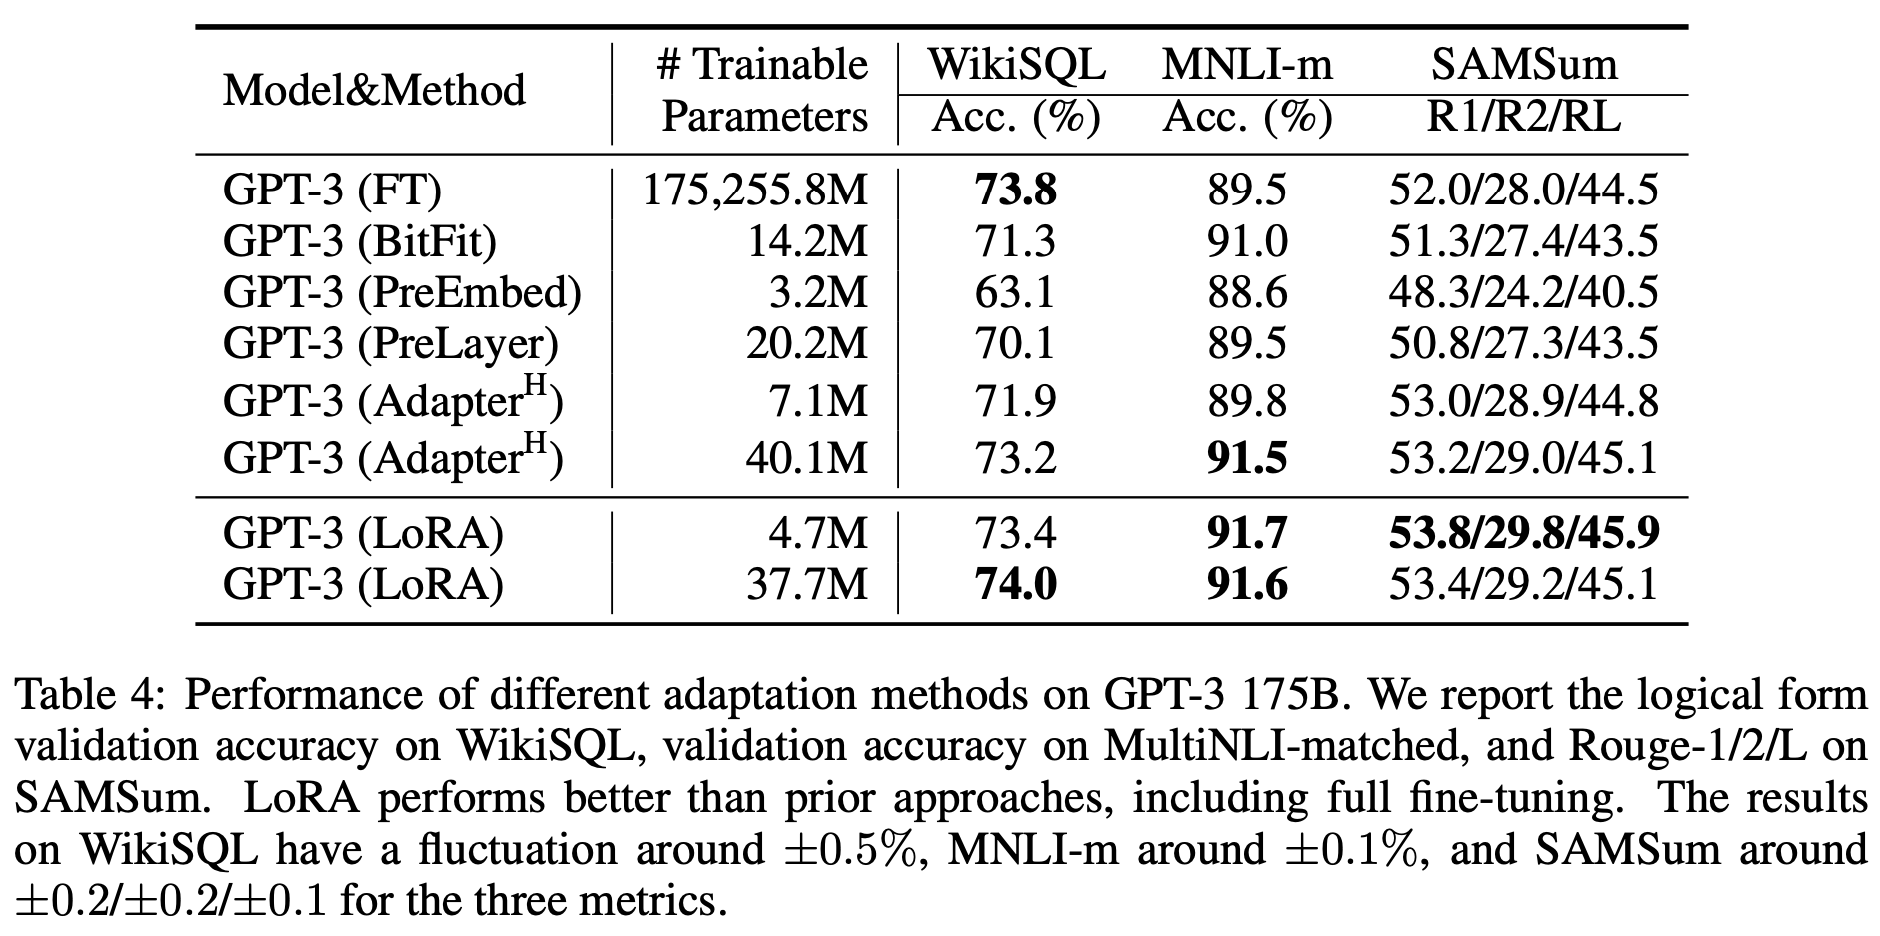 Model&Method # Trainable Parameters WikiSQL MNLI-m SAMSum
Acc. (%) Acc. (%) R1/R2/RL
GPT-3 (FT) 175,255.8M 73.8 89.5 52.0/28.0/44.5
GPT-3 (BitFit) 14.2M 71.3 91.0 51.3/27.4/43.5
GPT-3 (PreEmbed) 3.2M 63.1 88.6 48.3/24.2/40.5
GPT-3 (PreLayer) 20.2M 70.1 89.5 50.8/27.3/43.5
GPT-3 (Adapter^H) 7.1M 71.9 89.8 53.0/28.9/44.8
GPT-3 (Adapter^H) 40.1M 73.2 91.5 53.2/29.0/45.1
GPT-3 (LoRA) 4.7M 73.4 91.7 53.8/29.8/45.9
GPT-3 (LoRA) 37.7M 74.0 91.6 53.4/29.2/45.1
Table 4: Performance of different adaptation methods on GPT-3 175B. We report the logical form
validation accuracy on WikiSQL, validation accuracy on MultiNLI-matched, and Rouge-1/2/L on
SAMSum. LoRA performs better than prior approaches, including full fine-tuning. The results
on WikiSQL have a fluctuation around ±0.5%, MNLI-m around ±0.1%, and SAMSum around
±0.2/±0.2/±0.1 for the three metrics.